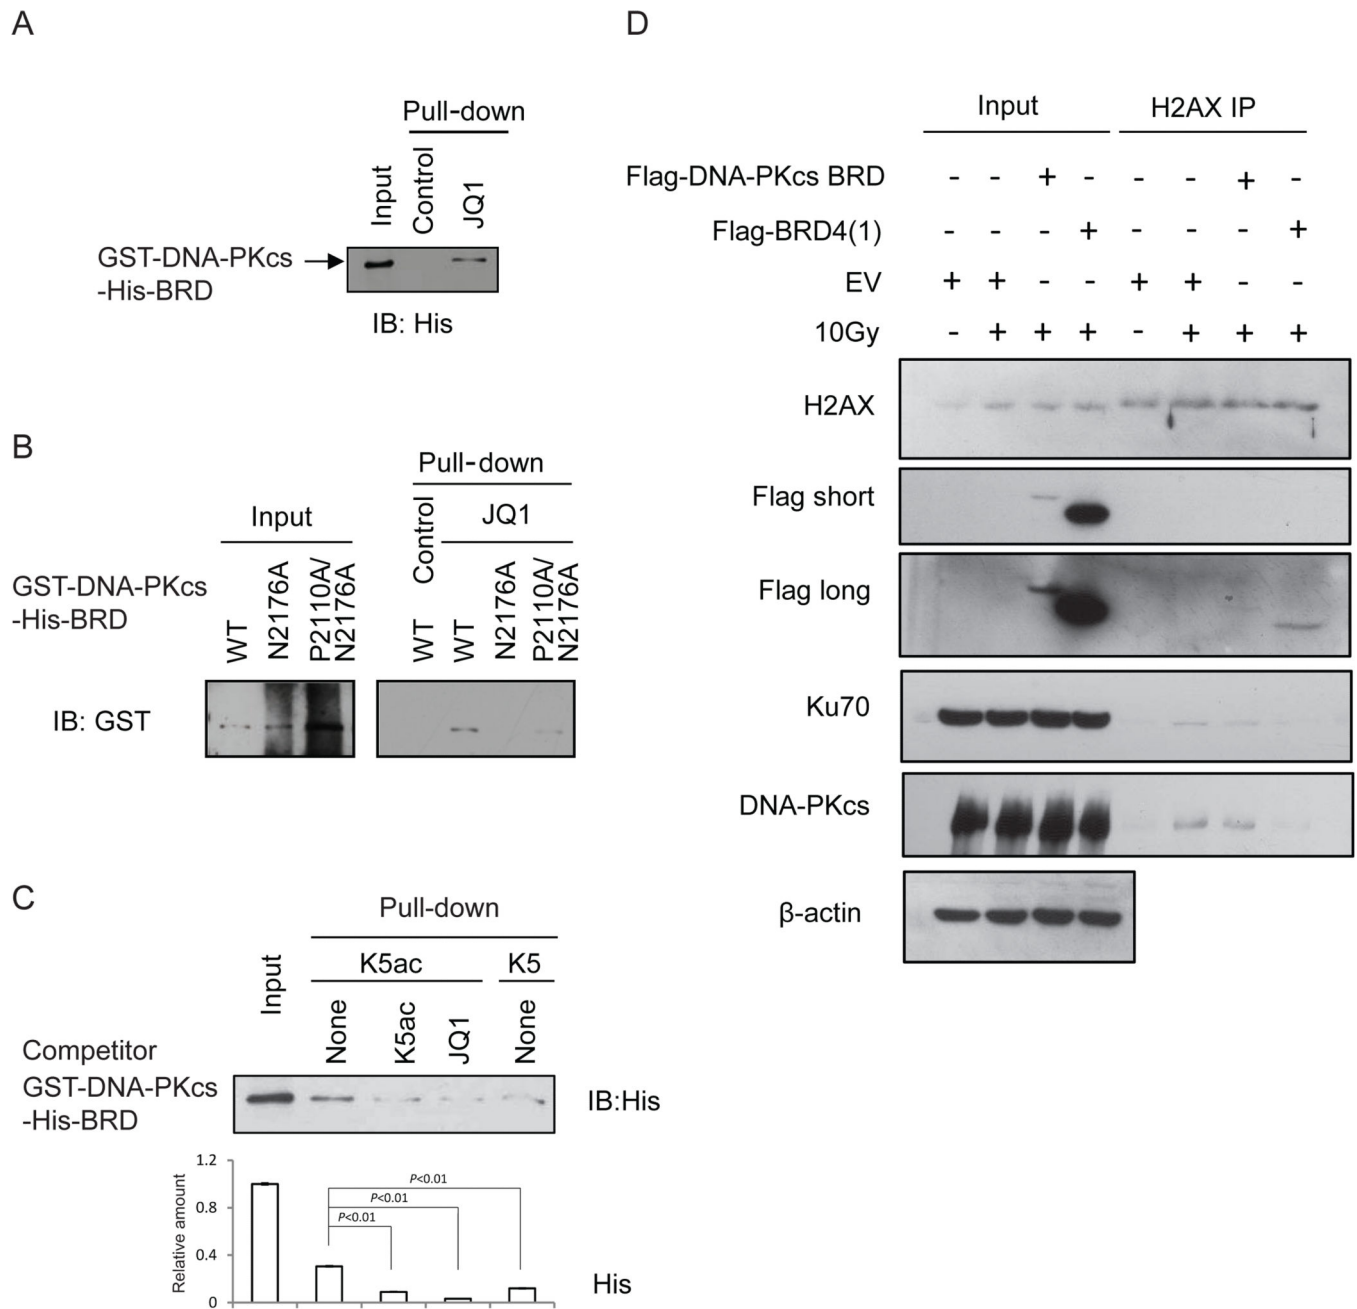 A
Pull-down
Input
Control
JQ1
GST-DNA-PKcs
-His-BRD
IB: His
B
Pull-down
Input
Control
JQ1
GST-DNA-PKcs
-His-BRD
WT
N2176A
P2110A/
N2176A
WT
WT
N2176A
P2110A/
N2176A
IB: GST
C
Pull-down
Input
K5ac
K5
Competitor
None
K5ac
JQ1
None
GST-DNA-PKcs
-His-BRD
IB:His
Relative amount
1.2
0.8
0.4
0
P<0.01
P<0.01
P<0.01
His
D
Input
H2AX IP
Flag-DNA-PKcs BRD - - + - - - + -
Flag-BRD4(1) - - - + - - - +
EV + + - - + + - -
10Gy - + + + - + + +
H2AX
Flag short
Flag long
Ku70
DNA-PKcs
β-actin